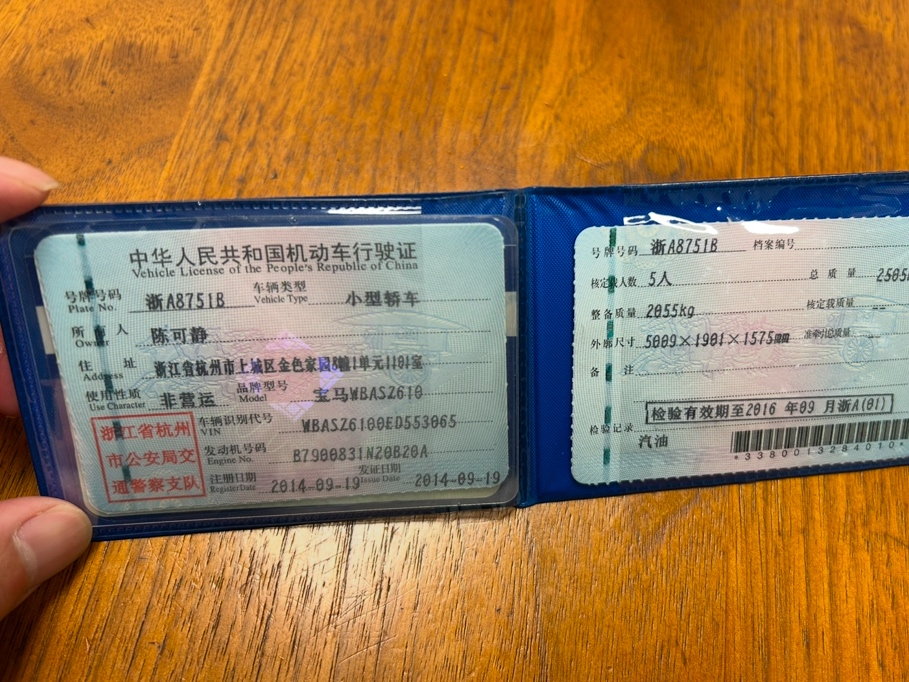 中华人民共和国机动车行驶证
Vehicle License of the People's Republic of China
号牌号码 浙A8751B 车辆类型 小型轿车
Plate No. Vehicle Type
所有人 陈可静
Owner
住址 浙江省杭州市上城区金色家园8幢1单元1101室
Address
使用性质 非营运 品牌型号 宝马WBASZ610
Use Character Model
浙江省杭州
市公安局交
通警察支队
车辆识别代号 WBASZ6100ED553065
VIN
发动机号码 B7900831N20B20A
Engine No.
注册日期 2014-09-19 发证日期 2014-09-19
Register Date Issue Date
号牌号码 浙A8751B 档案编号
核定载人数 5人 总质量
整备质量 2055kg 核定载质量 --
外廓尺寸 5009×1901×1575mm 准牵引总质量
备注
检验有效期至2016 年09 月浙A(01)
检验记录
汽油
*3380013284010*